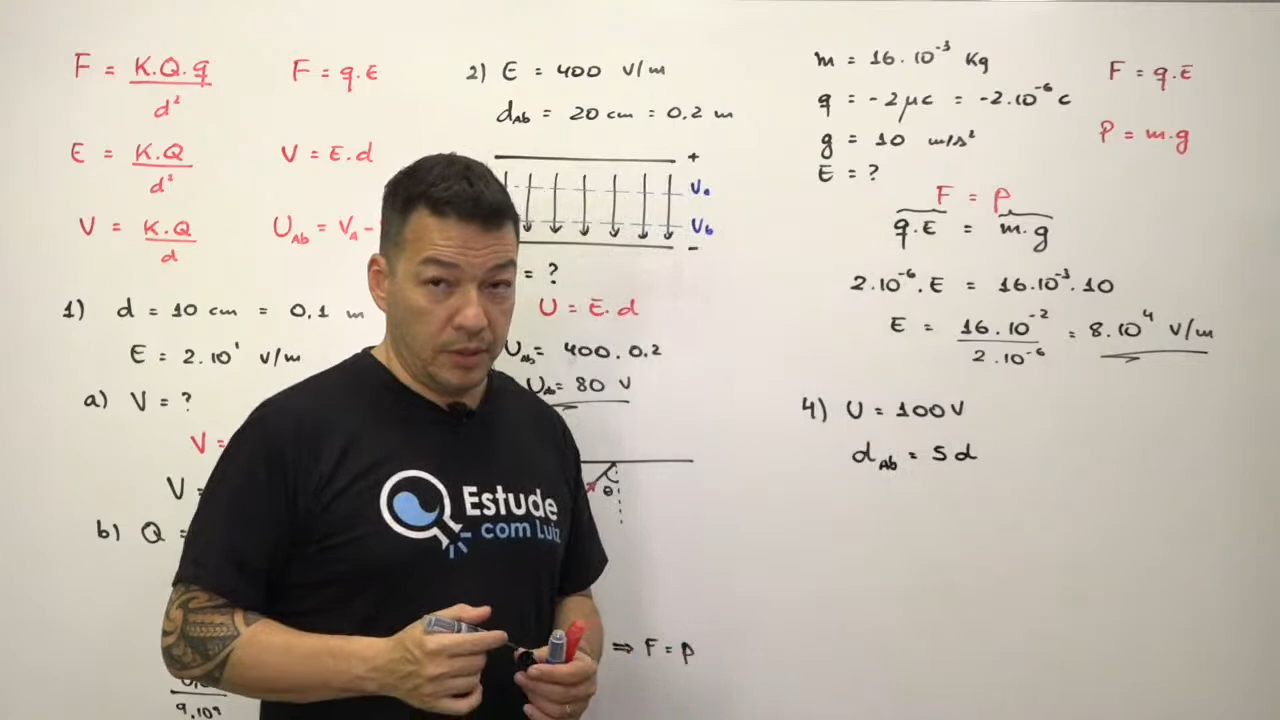 F = K.Q.q / d²
F = q.E
E = K.Q / d²
V = E.d
V = K.Q / d
U_AB = V_A -
1) d = 10 cm = 0,1 m
E = 2.10¹ V/m
a) V = ?
V =
V =
b) Q =
9.10⁹
2) E = 400 V/m
d_AB = 20 cm = 0,2 m
+
V_a
V_b
-
= ?
U = E.d
U_AB = 400.0,2
U_AB = 80 V
θ
⇒ F = P
m = 16.10⁻³ Kg
q = -2μc = -2.10⁻⁶ c
g = 10 m/s²
E = ?
F = q.E
P = m.g
F = P
q.E = m.g
2.10⁻⁶.E = 16.10⁻³.10
E = 16.10⁻² / 2.10⁻⁶ = 8.10⁴ V/m
4) U = 100V
d_AB = 5 d
Estude
com Luiz